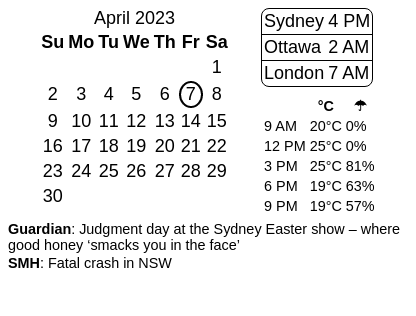 April 2023
Su Mo Tu We Th Fr Sa
1
2 3 4 5 6 7 8
9 10 11 12 13 14 15
16 17 18 19 20 21 22
23 24 25 26 27 28 29
30
Sydney 4 PM
Ottawa 2 AM
London 7 AM
°C ☂
9 AM 20°C 0%
12 PM 25°C 0%
3 PM 25°C 81%
6 PM 19°C 63%
9 PM 19°C 57%
Guardian: Judgment day at the Sydney Easter show – where
good honey ‘smacks you in the face’
SMH: Fatal crash in NSW